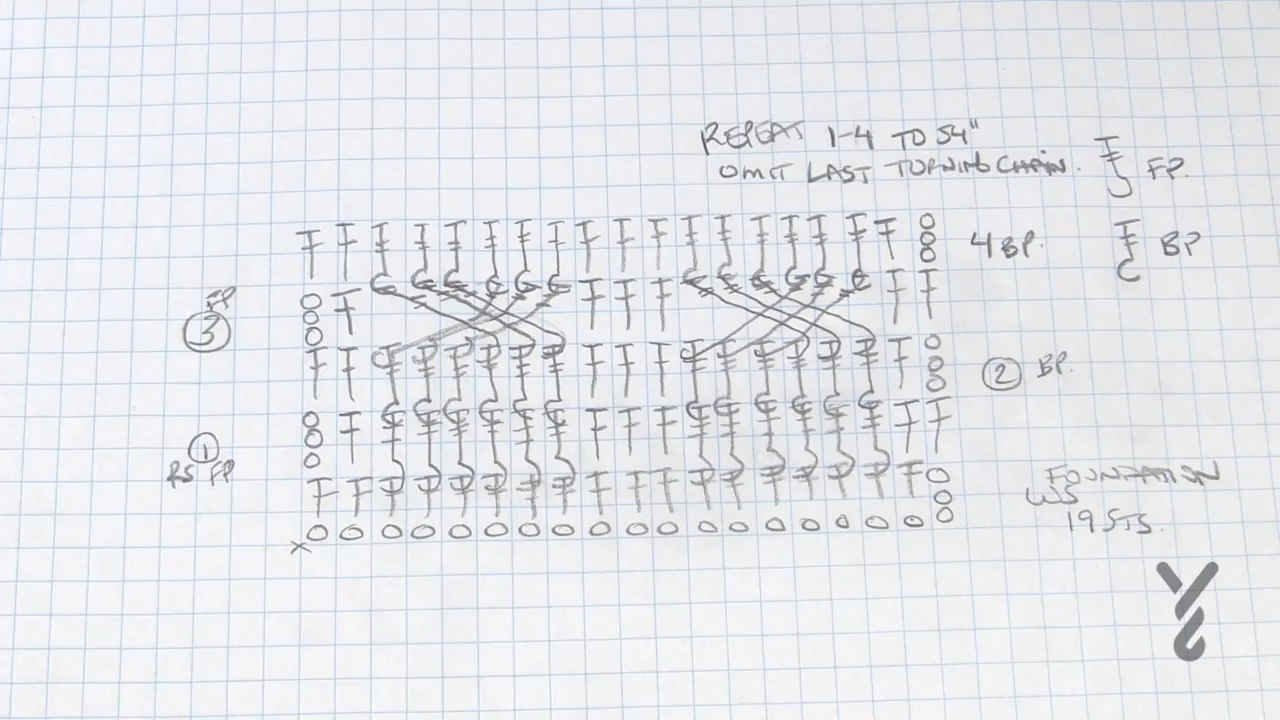 REPEAT 1-4 TO 54"
OMIT LAST TURNING CHAIN.
FP.
BP
4 BP.
FP
3
2 BP.
1
RS FP
FOUNDATION
WS
19 STS.
X